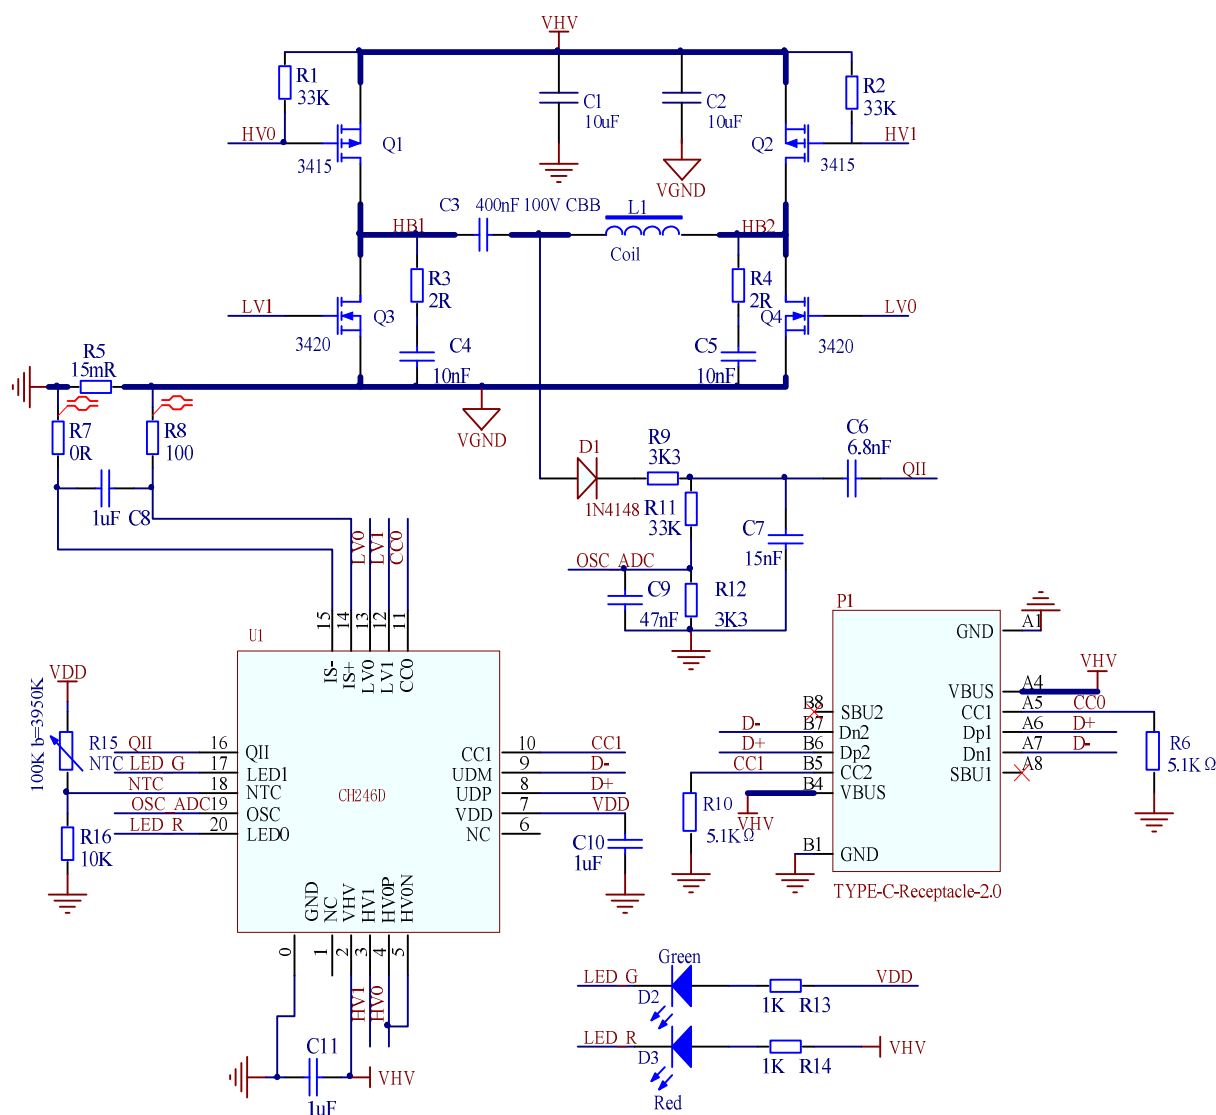 VHV
R1
33K
HV0
Q1
3415
C1
10uF
C2
10uF
VGND
R2
33K
HV1
Q2
3415
C3 400nF 100V CBB
L1
Coil
HB1
HB2
R3
2R
R4
2R
LV1
Q3
3420
LV0
Q4
3420
C4
10nF
C5
10nF
R5
15mR
VGND
R7
0R
R8
100
1uF C8
D1
1N4148
R9
3K3
C6
6.8nF
QII
R11
33K
C7
15nF
OSC_ADC
C9
47nF
R12
3K3
LV0
LV1
CC0
15
14
13
12
11
U1
IS-
IS+
LV0
LV1
CC0
VDD
100K b=3950K
R15
NTC
QII
16
QII
LED_G
17
LED1
NTC
18
NTC
OSC_ADC
19
OSC
LED_R
20
LED0
R16
10K
CH246D
CC1
10
CC1
UDM
9
D-
UDP
8
D+
VDD
7
VDD
NC
6
C10
1uF
GND
NC
VHV
HV1
HV0P
HV0N
0
1
2
3
4
5
HV1
HV0
C11
1uF
VHV
P1
GND
A1
VHV
VBUS
A4
CC1
A5
CC0
Dp1
A6
D+
Dn1
A7
D-
SBU1
A8
B8
SBU2
D-
B7
Dn2
D+
B6
Dp2
CC1
B5
CC2
B4
VBUS
VHV
B1
GND
R10
5.1KΩ
R6
5.1KΩ
TYPE-C-Receptacle-2.0
Green
LED_G
D2
1K R13
VDD
LED_R
D3
1K R14
VHV
Red